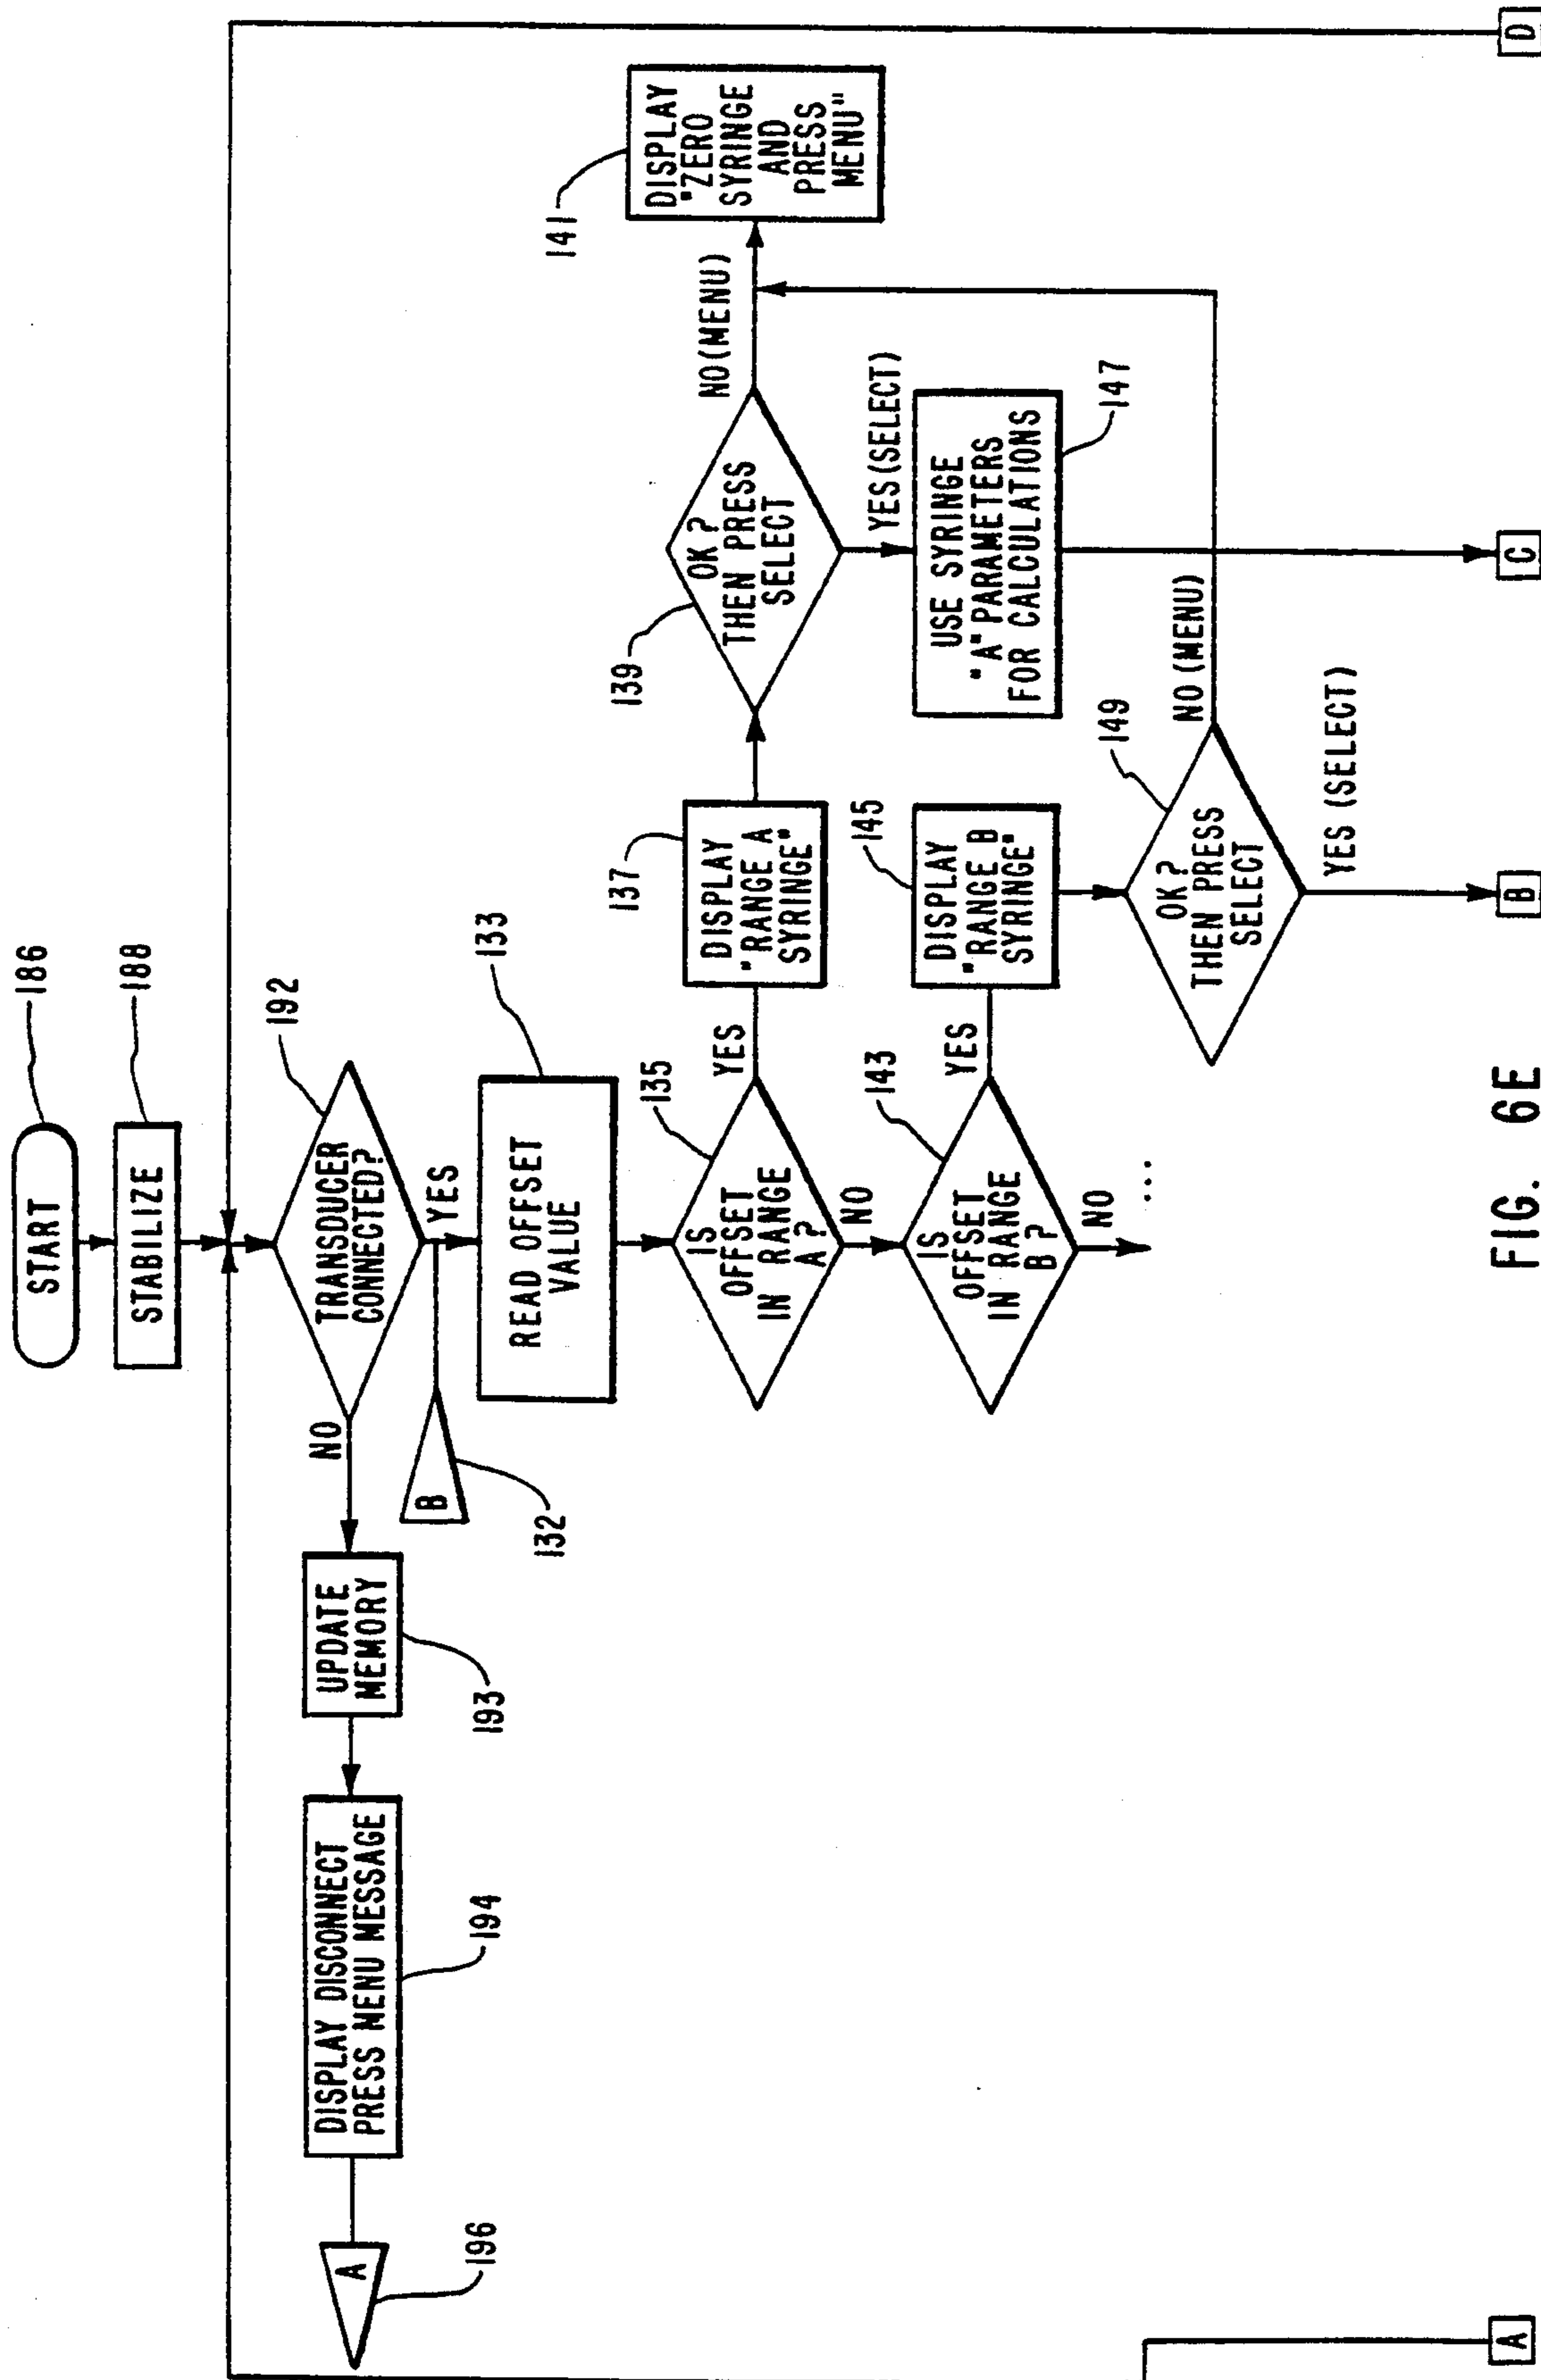 START
186
STABILIZE
188
TRANSDUCER
CONNECTED?
192
NO
YES
UPDATE
MEMORY
193
DISPLAY DISCONNECT
PRESS MENU MESSAGE
194
A
196
B
132
READ OFFSET
VALUE
133
IS
OFFSET
IN RANGE
A?
135
YES
NO
DISPLAY
"RANGE A
SYRINGE"
137
OK?
THEN PRESS
SELECT
139
NO(MENU)
DISPLAY
"ZERO
SYRINGE
AND
PRESS
MENU"
141
YES(SELECT)
USE SYRINGE
"A" PARAMETERS
FOR CALCULATIONS
147
IS
OFFSET
IN RANGE
B?
143
YES
NO
...
DISPLAY
"RANGE B
SYRINGE"
145
OK?
THEN PRESS
SELECT
149
NO (MENU)
YES (SELECT)
A
B
C
D
FIG. 6E